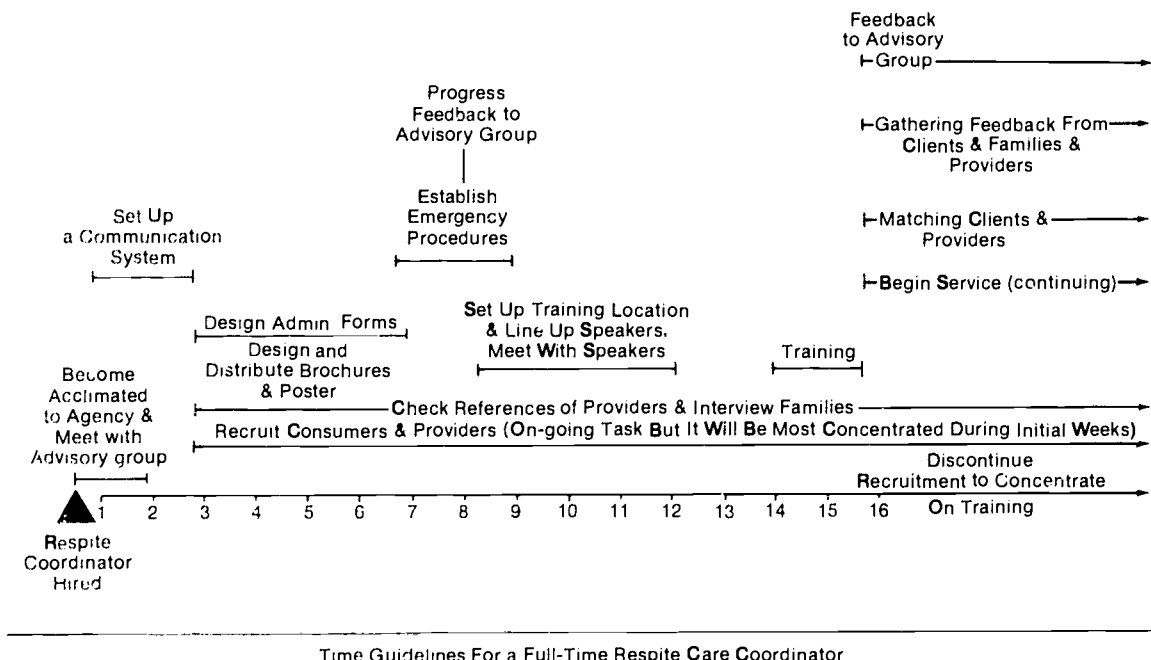 Feedback
to Advisory
Group
Progress
Feedback to
Advisory Group
Gathering Feedback From
Clients & Families &
Providers
Establish
Emergency
Procedures
Set Up
a Communication
System
Matching Clients &
Providers
Begin Service (continuing)
Set Up Training Location
& Line Up Speakers.
Meet With Speakers
Design Admin Forms
Design and
Distribute Brochures
& Poster
Training
Become
Acclimated
to Agency &
Meet with
Advisory group
Check References of Providers & Interview Families
Recruit Consumers & Providers (On-going Task But It Will Be Most Concentrated During Initial Weeks)
Discontinue
Recruitment to Concentrate
On Training
1 2 3 4 5 6 7 8 9 10 11 12 13 14 15 16
Respite
Coordinator
Hired
Time Guidelines For a Full-Time Respite Care Coordinator